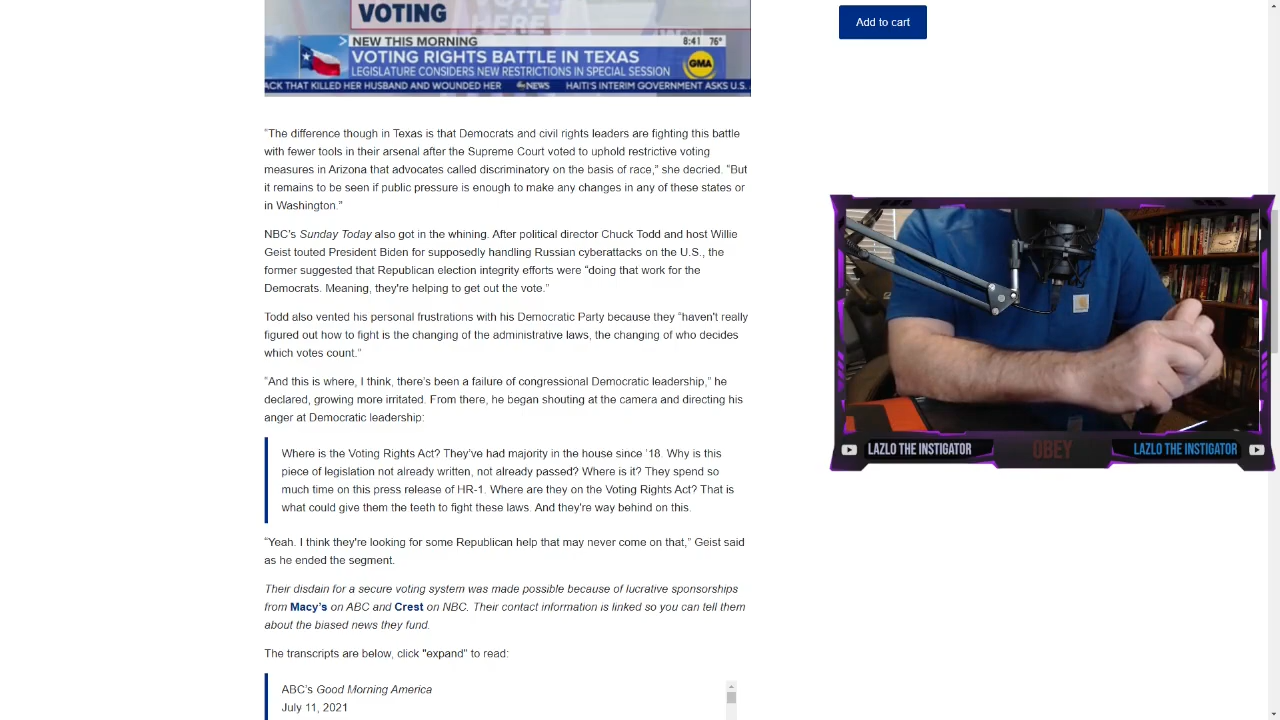 VOTE
HERE
VOTING
Add to cart
NEW THIS MORNING 8:41 76°
VOTING RIGHTS BATTLE IN TEXAS
LEGISLATURE CONSIDERS NEW RESTRICTIONS IN SPECIAL SESSION
GMA
ACK THAT KILLED HER HUSBAND AND WOUNDED HER abc NEWS HAITI'S INTERIM GOVERNMENT ASKS U.S.
“The difference though in Texas is that Democrats and civil rights leaders are fighting this battle
with fewer tools in their arsenal after the Supreme Court voted to uphold restrictive voting
measures in Arizona that advocates called discriminatory on the basis of race,” she decried. “But
it remains to be seen if public pressure is enough to make any changes in any of these states or
in Washington.”
NBC’s Sunday Today also got in the whining. After political director Chuck Todd and host Willie
Geist touted President Biden for supposedly handling Russian cyberattacks on the U.S., the
former suggested that Republican election integrity efforts were “doing that work for the
Democrats. Meaning, they're helping to get out the vote.”
Todd also vented his personal frustrations with his Democratic Party because they “haven't really
figured out how to fight is the changing of the administrative laws, the changing of who decides
which votes count.”
“And this is where, I think, there’s been a failure of congressional Democratic leadership,” he
declared, growing more irritated. From there, he began shouting at the camera and directing his
anger at Democratic leadership:
Where is the Voting Rights Act? They’ve had majority in the house since ’18. Why is this
piece of legislation not already written, not already passed? Where is it? They spend so
much time on this press release of HR-1. Where are they on the Voting Rights Act? That is
what could give them the teeth to fight these laws. And they’re way behind on this.
“Yeah. I think they're looking for some Republican help that may never come on that,” Geist said
as he ended the segment.
Their disdain for a secure voting system was made possible because of lucrative sponsorships
from Macy’s on ABC and Crest on NBC. Their contact information is linked so you can tell them
about the biased news they fund.
The transcripts are below, click "expand" to read:
ABC’s Good Morning America
July 11, 2021
LAZLO THE INSTIGATOR OBEY LAZLO THE INSTIGATOR